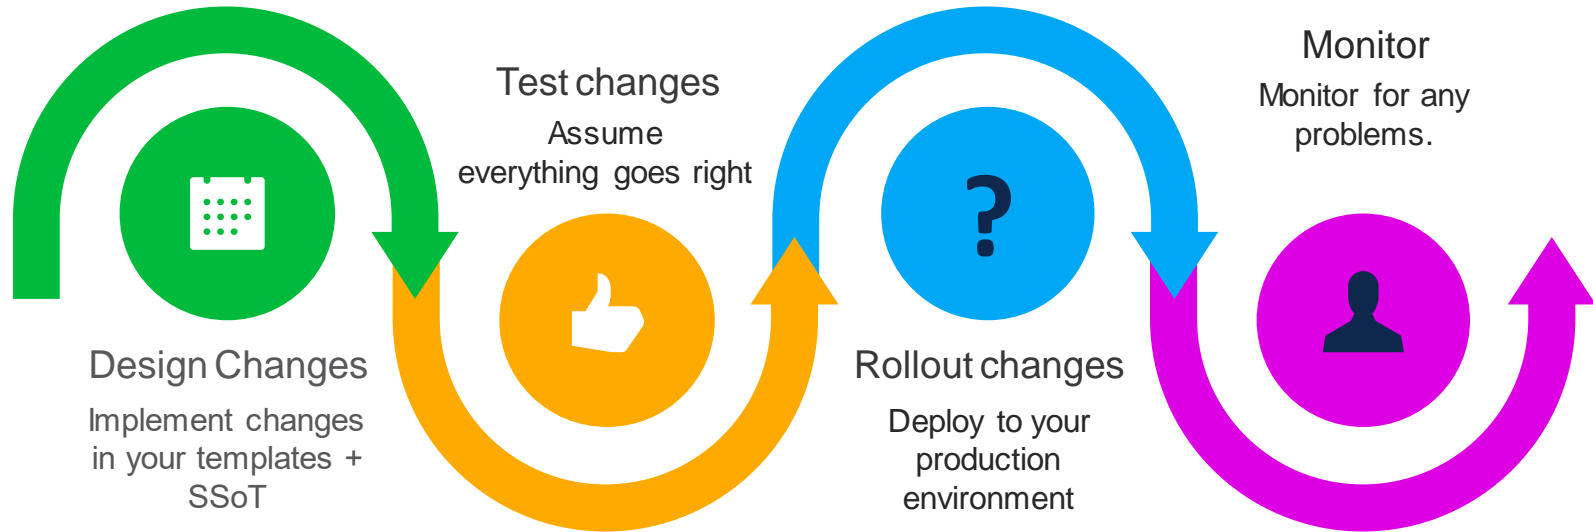 Design Changes
Implement changes
in your templates +
SSoT
Test changes
Assume
everything goes right
?
Rollout changes
Deploy to your
production
environment
Monitor
Monitor for any
problems.